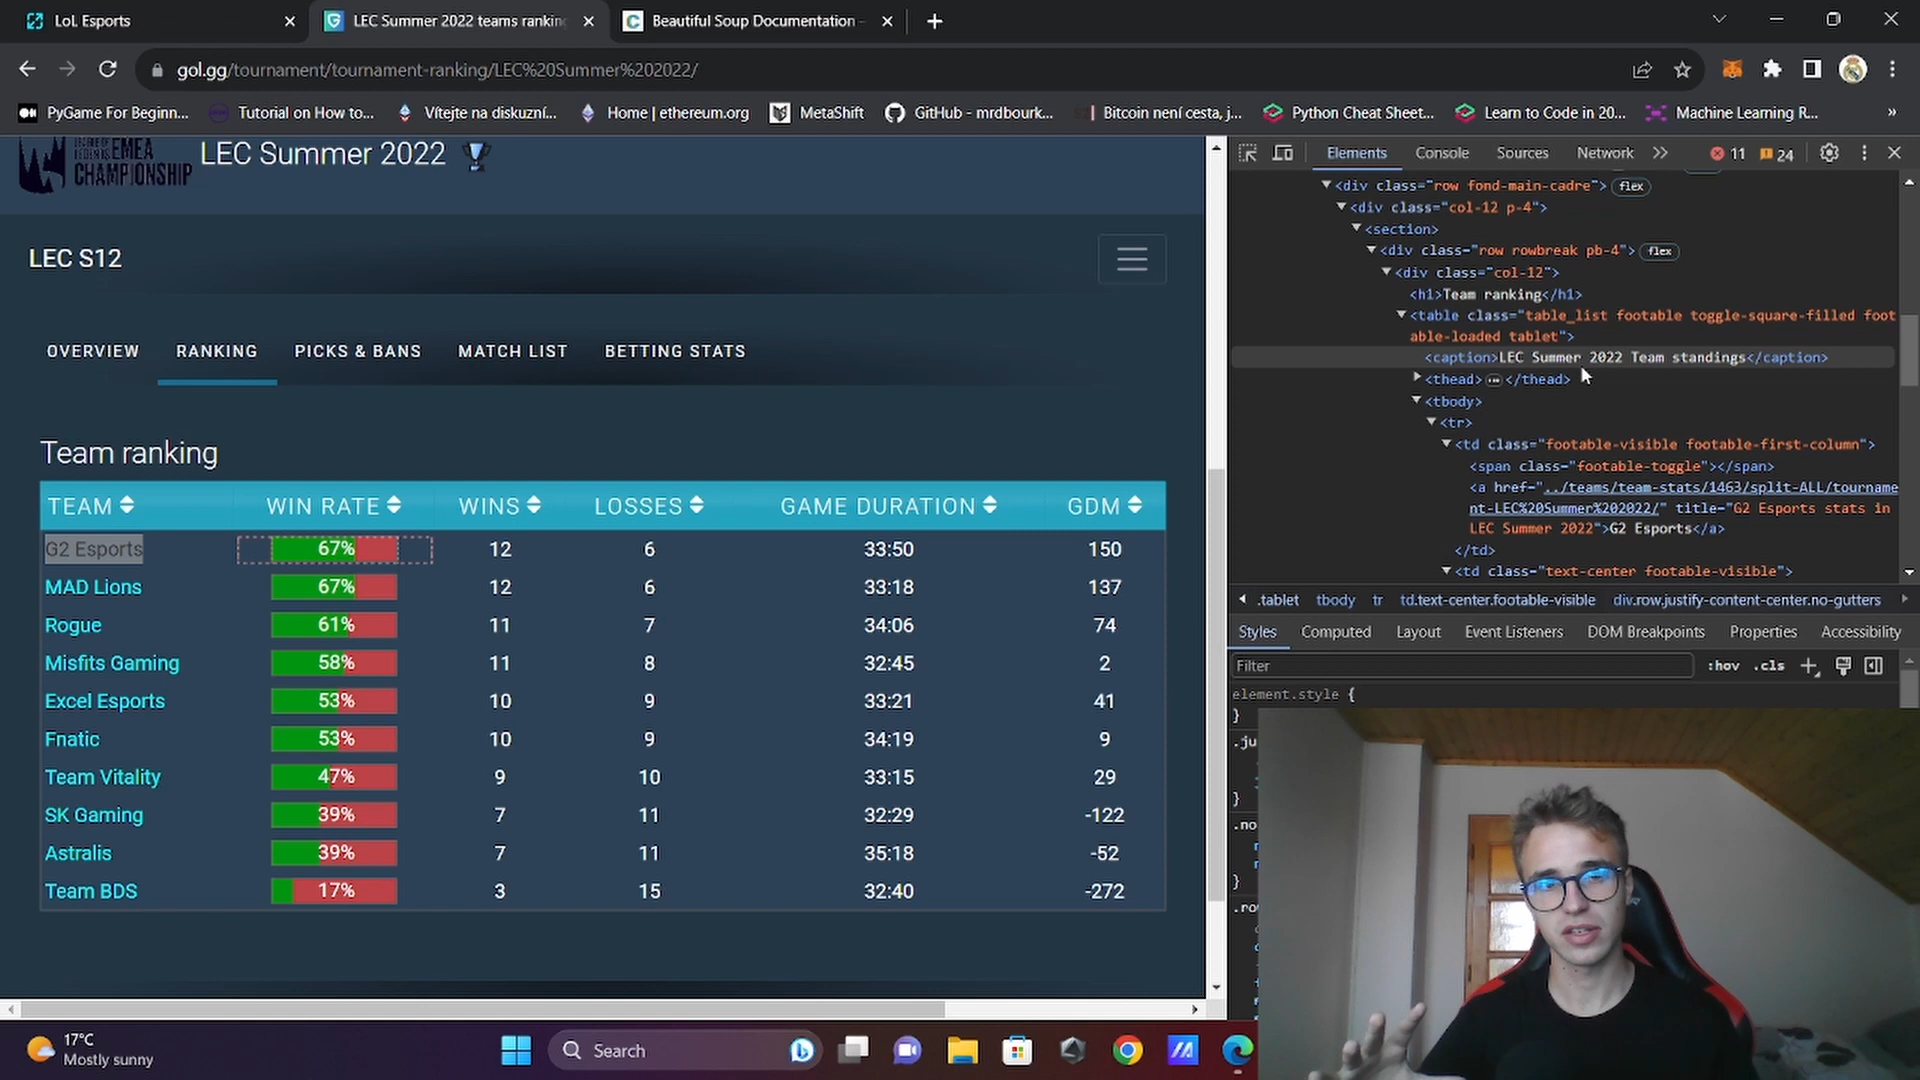 LoL Esports
LEC Summer 2022 teams rankin
Beautiful Soup Documentation —
gol.gg/tournament/tournament-ranking/LEC%20Summer%202022/
PyGame For Beginn...
Tutorial on How to...
Vítejte na diskuzní...
Home | ethereum.org
MetaShift
GitHub - mrdbourk...
Bitcoin není cesta, j...
Python Cheat Sheet...
Learn to Code in 20...
Machine Learning R...
»
EMEA
CHAMPIONSHIP
LEC Summer 2022
LEC S12
OVERVIEW
RANKING
PICKS & BANS
MATCH LIST
BETTING STATS
Team ranking
TEAM WIN RATE WINS LOSSES GAME DURATION GDM
G2 Esports 67% 12 6 33:50 150
MAD Lions 67% 12 6 33:18 137
Rogue 61% 11 7 34:06 74
Misfits Gaming 58% 11 8 32:45 2
Excel Esports 53% 10 9 33:21 41
Fnatic 53% 10 9 34:19 9
Team Vitality 47% 9 10 33:15 29
SK Gaming 39% 7 11 32:29 -122
Astralis 39% 7 11 35:18 -52
Team BDS 17% 3 15 32:40 -272
Elements
Console
Sources
Network
»
11
24
<div class="row fond-main-cadre"> flex
<div class="col-12 p-4">
<section>
<div class="row rowbreak pb-4"> flex
<div class="col-12">
<h1>Team ranking</h1>
<table class="table_list footable toggle-square-filled foot
able-loaded tablet">
<caption>LEC Summer 2022 Team standings</caption>
<thead>…</thead>
<tbody>
<tr>
<td class="footable-visible footable-first-column">
<span class="footable-toggle"></span>
<a href="../teams/team-stats/1463/split-ALL/tourname
nt-LEC%20Summer%202022/" title="G2 Esports stats in
LEC Summer 2022">G2 Esports</a>
</td>
<td class="text-center footable-visible">
.tablet tbody tr td.text-center.footable-visible div.row.justify-content-center.no-gutters
Styles
Computed
Layout
Event Listeners
DOM Breakpoints
Properties
Accessibility
Filter
:hov
.cls
element.style {
}
.ju
}
.no
}
.ro
17°C
Mostly sunny
Search